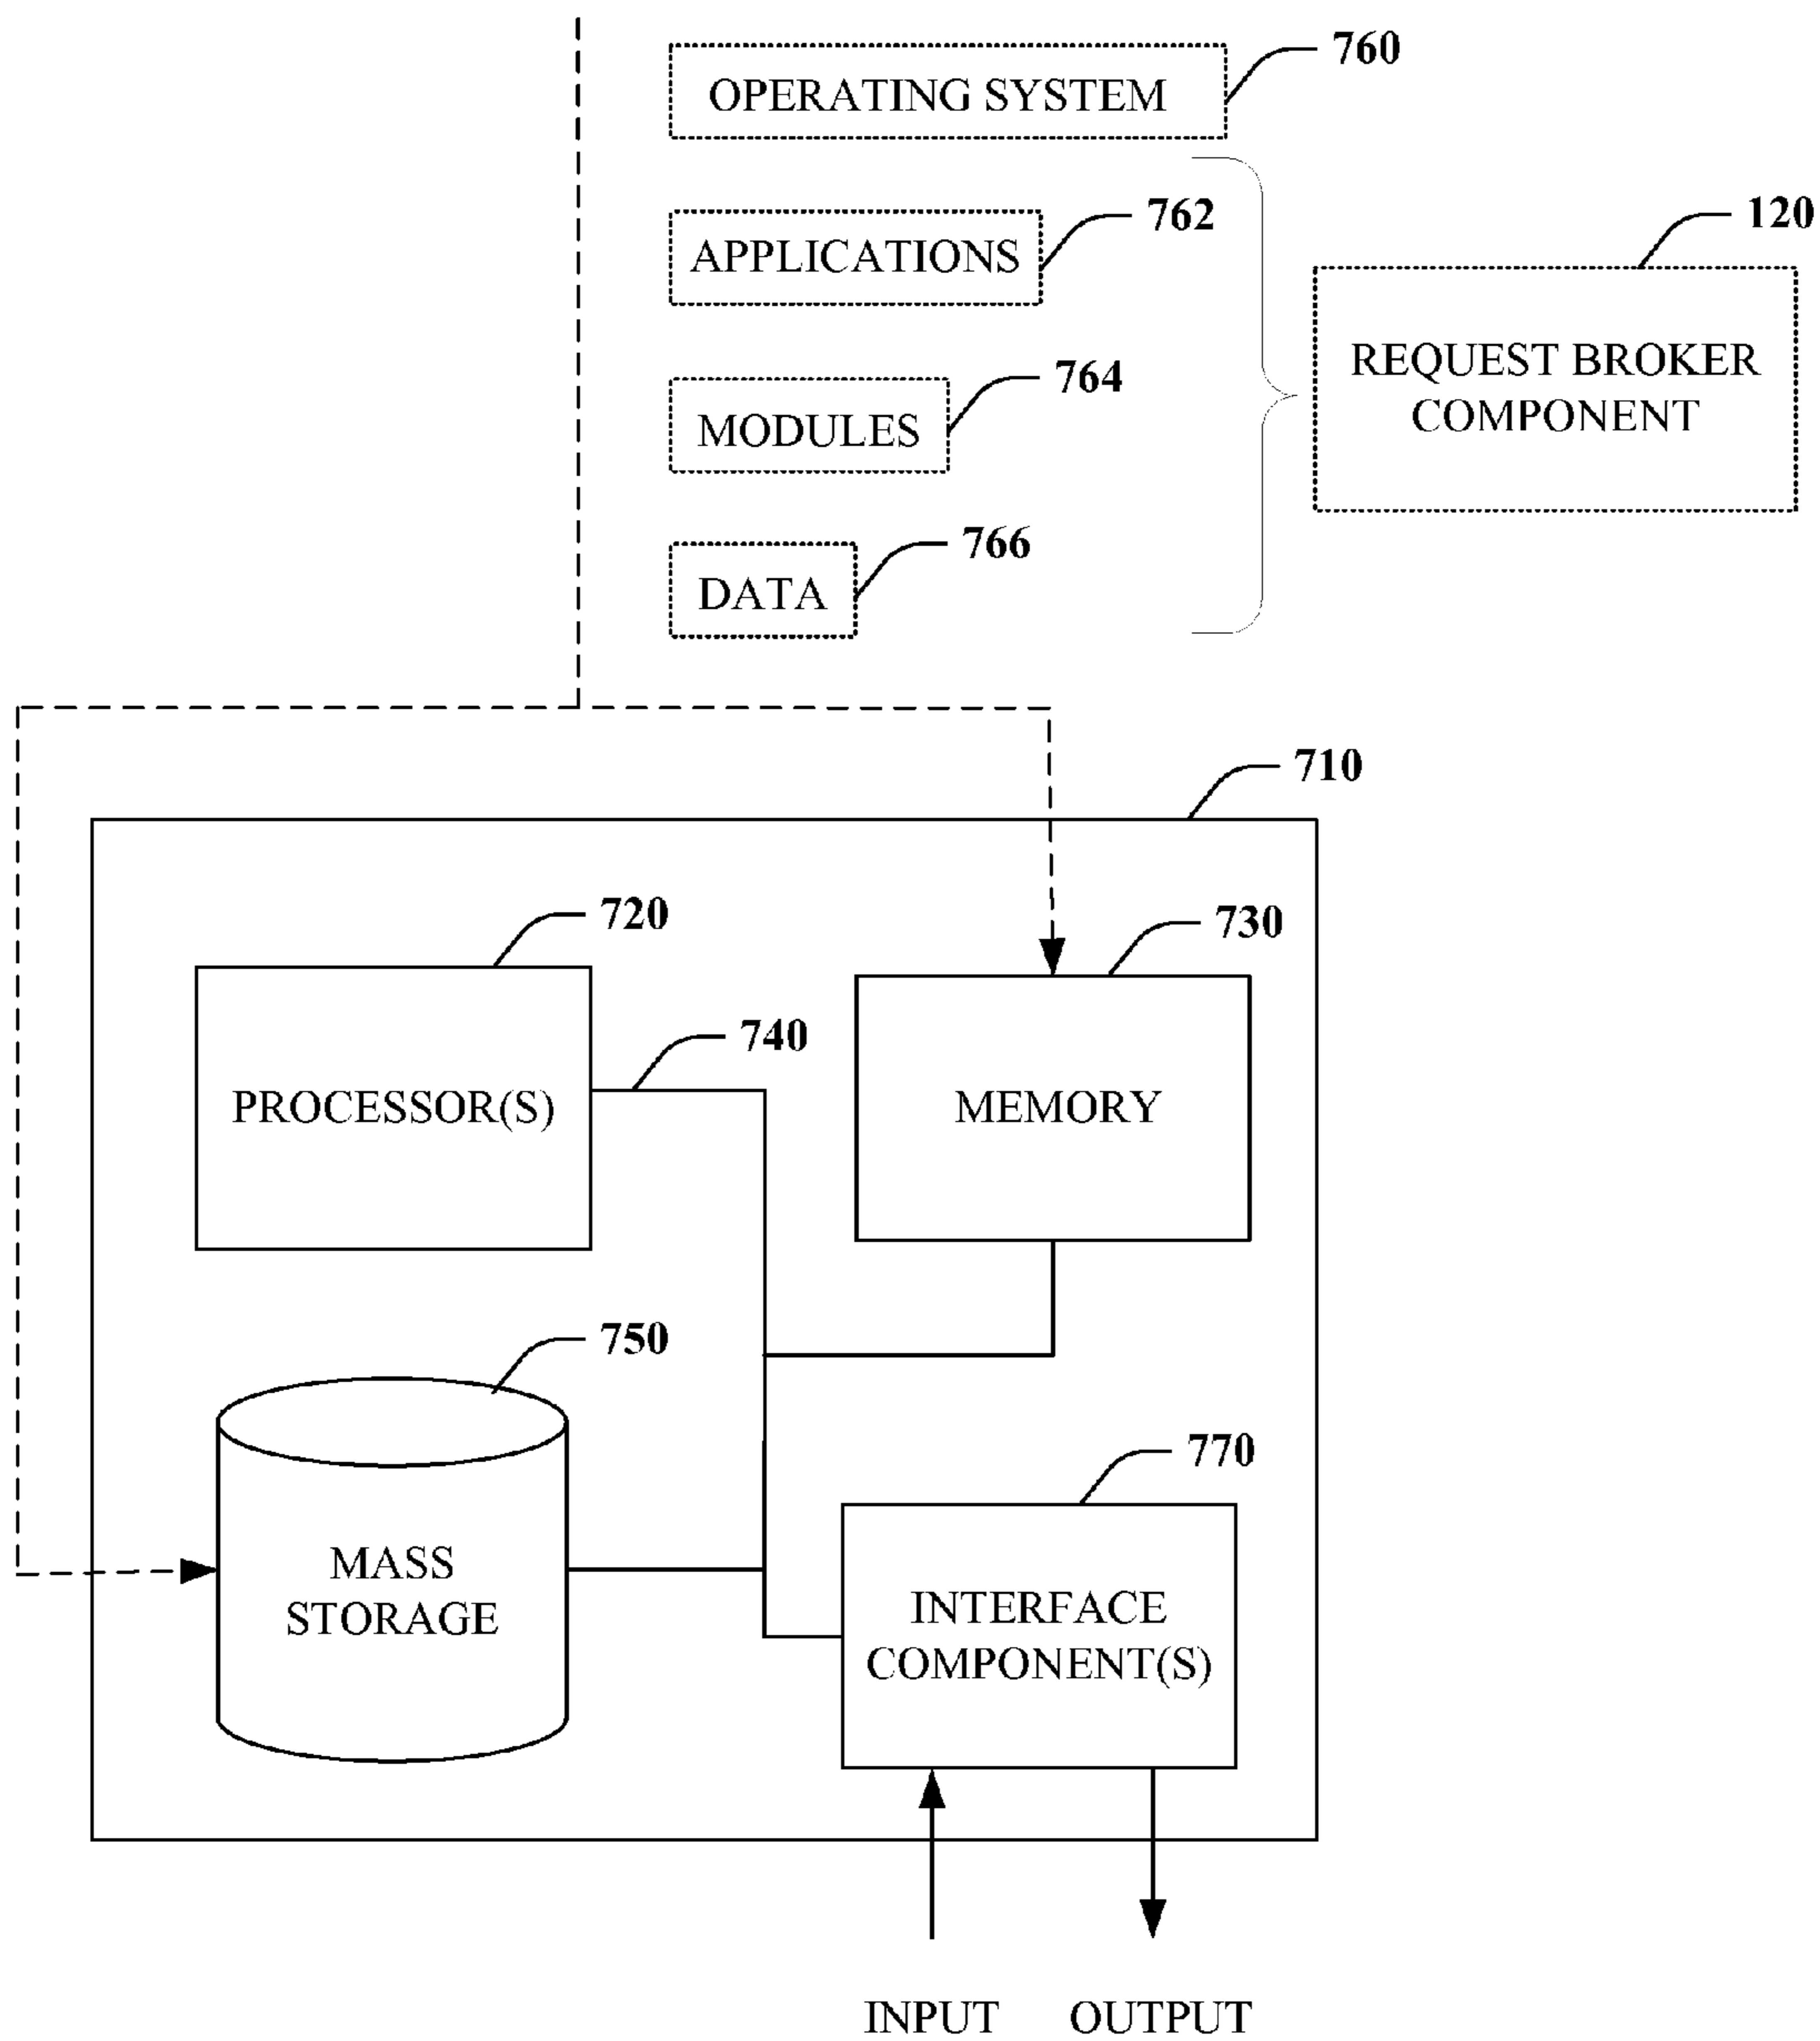 760
OPERATING SYSTEM
762
APPLICATIONS
120
REQUEST BROKER
COMPONENT
764
MODULES
766
DATA
710
720
PROCESSOR(S)
730
MEMORY
740
750
MASS
STORAGE
770
INTERFACE
COMPONENT(S)
INPUT
OUTPUT